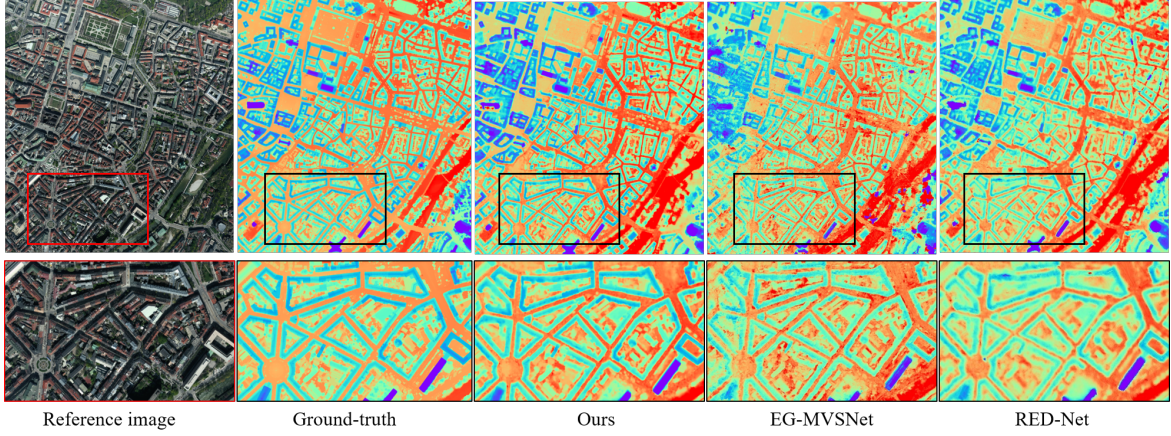 Reference image
Ground-truth
Ours
EG-MVSNet
RED-Net